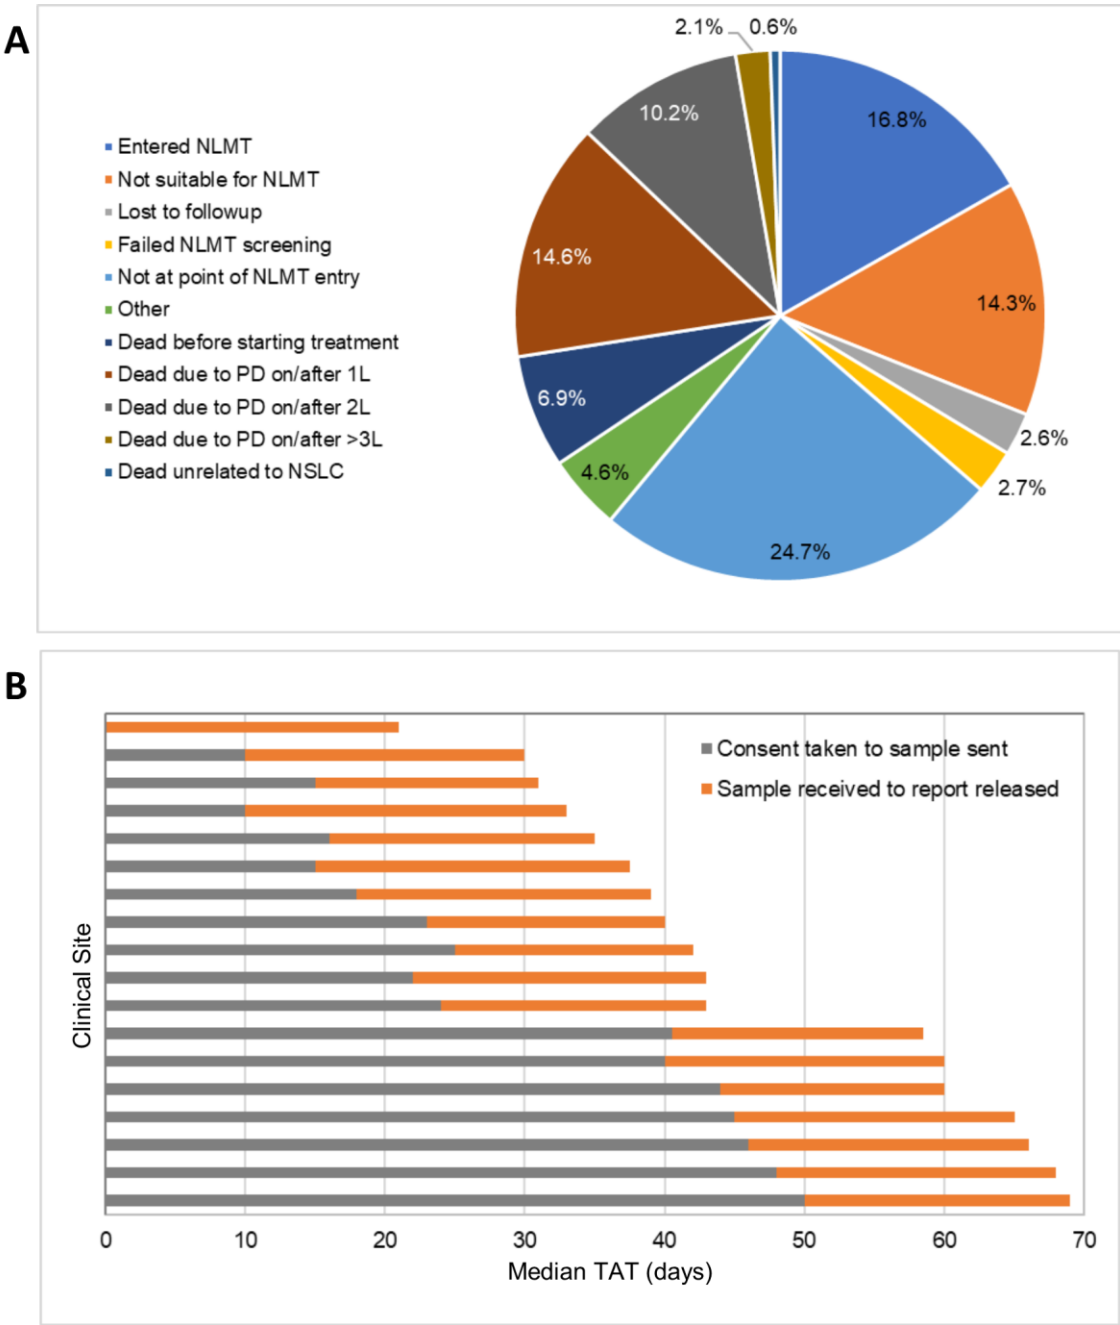 A
2.1%
0.6%
16.8%
10.2%
Entered NLMT
Not suitable for NLMT
Lost to followup
Failed NLMT screening
Not at point of NLMT entry
Other
Dead before starting treatment
Dead due to PD on/after 1L
Dead due to PD on/after 2L
Dead due to PD on/after >3L
Dead unrelated to NSLC
14.6%
14.3%
6.9%
2.6%
4.6%
2.7%
24.7%
B
Consent taken to sample sent
Sample received to report released
Clinical Site
0 10 20 30 40 50 60 70
Median TAT (days)